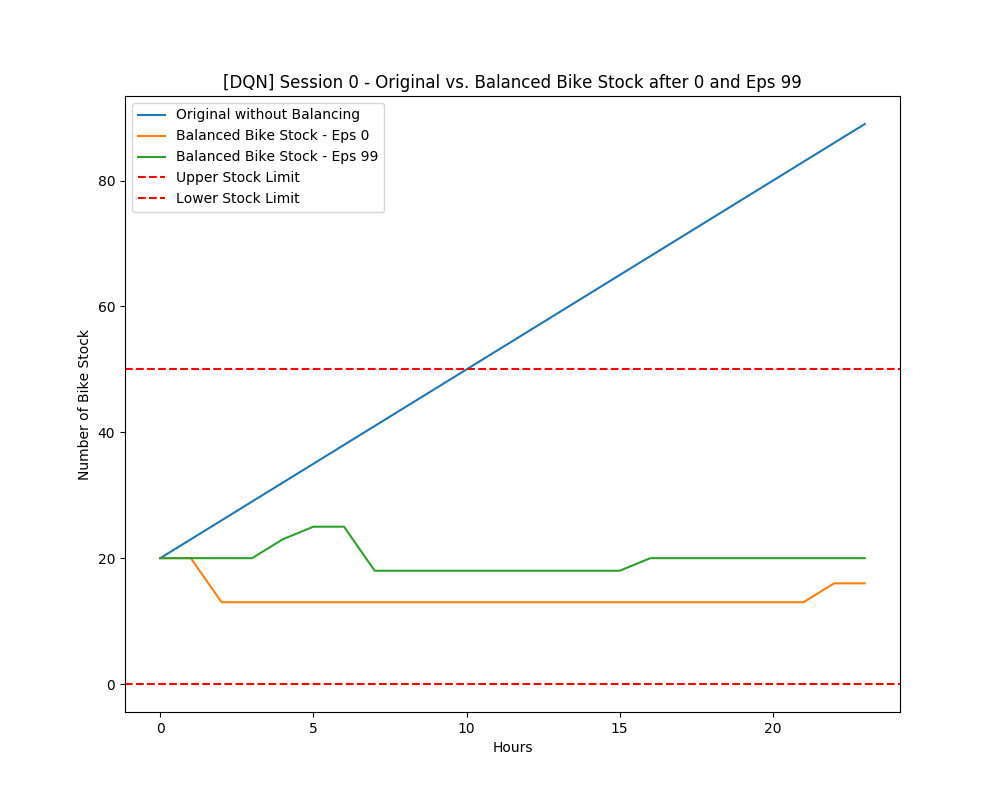 [DQN] Session 0 - Original vs. Balanced Bike Stock after 0 and Eps 99
Original without Balancing
Balanced Bike Stock - Eps 0
Balanced Bike Stock - Eps 99
Upper Stock Limit
Lower Stock Limit
Number of Bike Stock
80
60
40
20
0
0 5 10 15 20
Hours